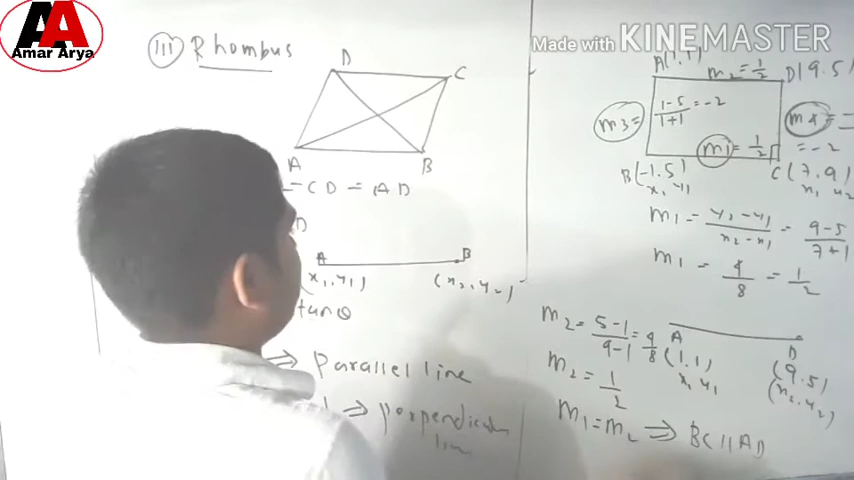 Amar Arya
Made with KINEMASTER
(III) Rhombus
D
C
A
B
CD = AD
D
A B
(x₁, y₁) (x₂, y₂)
tanθ
⇒ Parallel line
⇒ perpendicular
line
A(1,1) m₂ = 1/2 D(9.5)
m3 = 1-5/1+1 = -2
m4 =
= -2
m1 = 1/2
B(-1.5) C(7,9)
x₁ y₁ x₂ y₂
m₁ = y₂-y₁/x₂-x₁ = 9-5/7+1
m₁ = 4/8 = 1/2
m₂ = 5-1/9-1 = 4/8
A D
(1.1) (9.5)
x₁ y₁ (x₂, y₂)
m₂ = 1/2
m₁ = m₂ ⇒ BC || AD